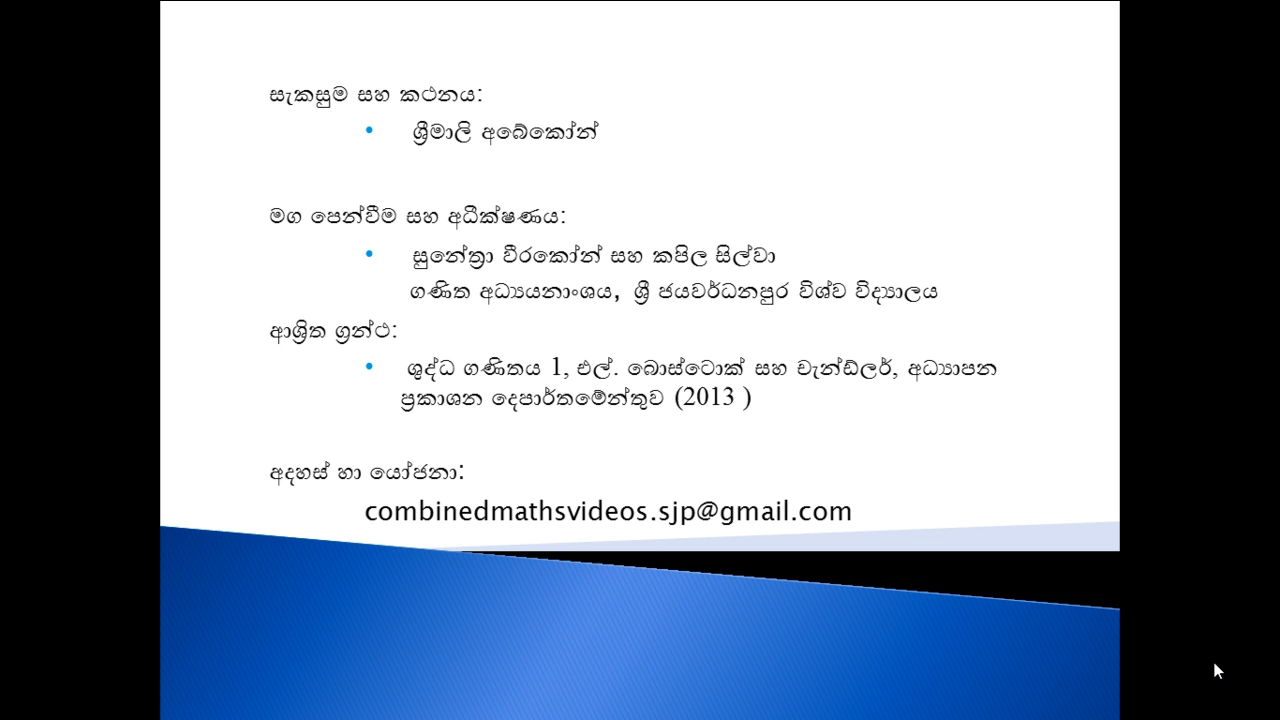 සැකසුම සහ කථනය:
• ශ්‍රීමාලි අබේකෝන්
මග පෙන්වීම සහ අධීක්ෂණය:
• සුනේත්‍රා වීරකෝන් සහ කපිල සිල්වා
ගණිත අධ්‍යයනාංශය, ශ්‍රී ජයවර්ධනපුර විශ්ව විද්‍යාලය
ආශ්‍රිත ග්‍රන්ථ:
• ශුද්ධ ගණිතය 1, එල්. බොස්ටොක් සහ චැන්ඩ්ලර්, අධ්‍යාපන
ප්‍රකාශන දෙපාර්තමේන්තුව (2013 )
අදහස් හා යෝජනා:
combinedmathsvideos.sjp@gmail.com